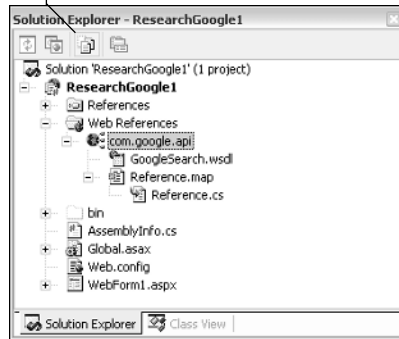 Solution Explorer - ResearchGoogle1
Solution 'ResearchGoogle1' (1 project)
ResearchGoogle1
References
Web References
com.google.api
GoogleSearch.wsdl
Reference.map
Reference.cs
bin
AssemblyInfo.cs
Global.asax
Web.config
WebForm1.aspx
Solution Explorer Class View